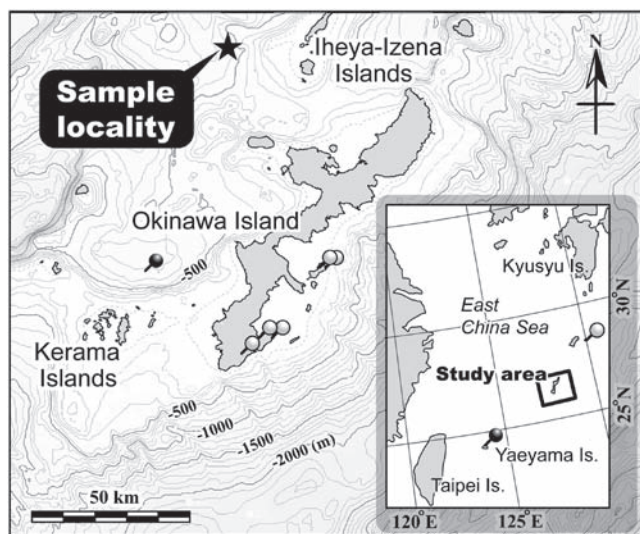 Iheya-Izena
Islands
N
Sample
locality
Okinawa Island
-500
Kerama
Islands
-500
-1000
-1500
-2000 (m)
50 km
Kyusyu Is.
East
China Sea
30°N
Study area
25°N
Yaeyama Is.
Taipei Is.
120°E
125°E